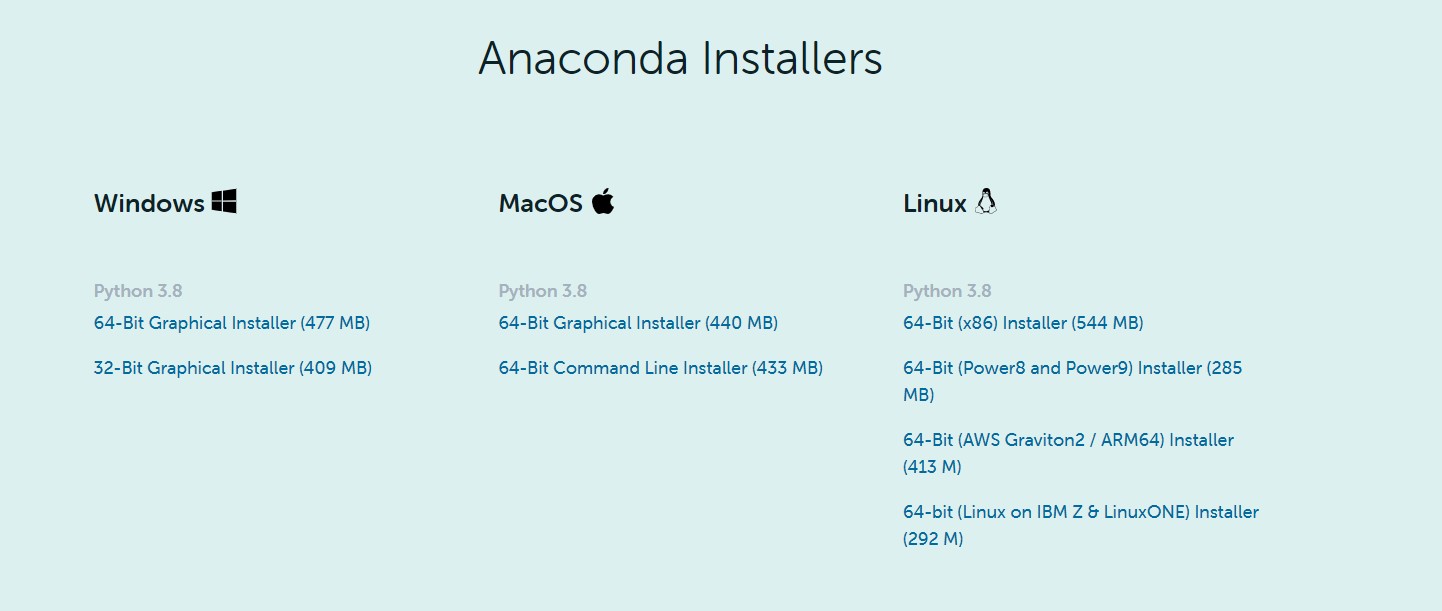 Anaconda Installers
Windows
Python 3.8
64-Bit Graphical Installer (477 MB)
32-Bit Graphical Installer (409 MB)
MacOS
Python 3.8
64-Bit Graphical Installer (440 MB)
64-Bit Command Line Installer (433 MB)
Linux
Python 3.8
64-Bit (x86) Installer (544 MB)
64-Bit (Power8 and Power9) Installer (285
MB)
64-Bit (AWS Graviton2 / ARM64) Installer
(413 M)
64-bit (Linux on IBM Z & LinuxONE) Installer
(292 M)